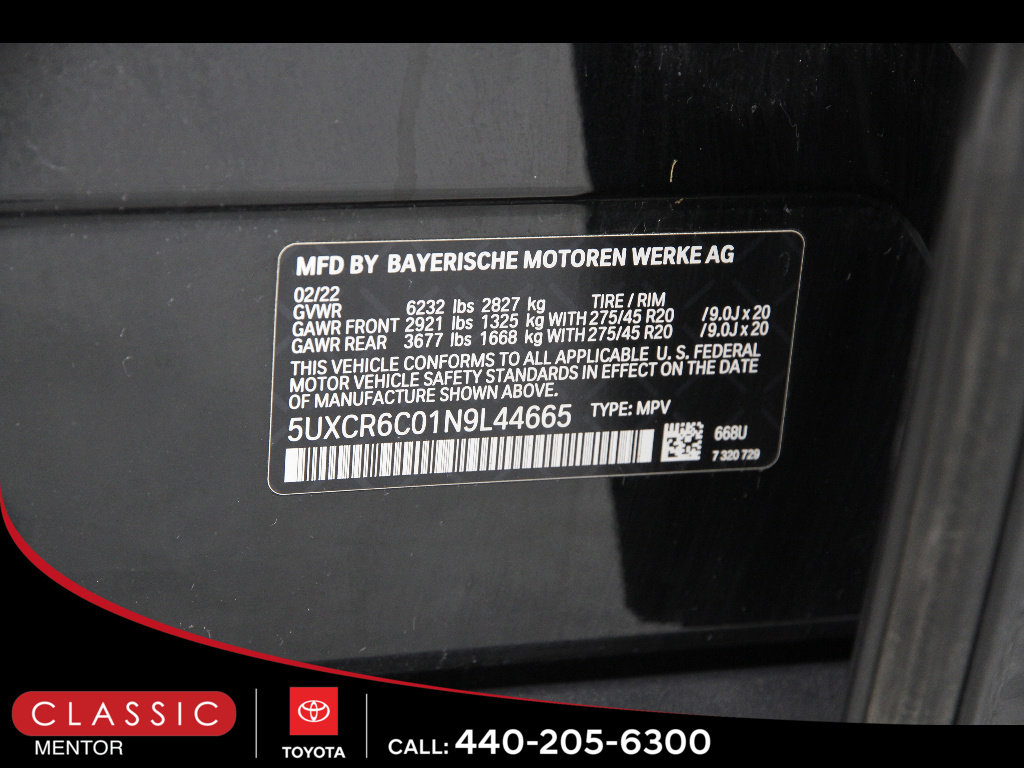 MFD BY BAYERISCHE MOTOREN WERKE AG
02/22
GVWR 6232 lbs 2827 kg TIRE / RIM
GAWR FRONT 2921 lbs 1325 kg WITH 275/45 R20 / 9.0J x 20
GAWR REAR 3677 lbs 1668 kg WITH 275/45 R20 / 9.0J x 20
THIS VEHICLE CONFORMS TO ALL APPLICABLE U. S. FEDERAL
MOTOR VEHICLE SAFETY STANDARDS IN EFFECT ON THE DATE
OF MANUFACTURE SHOWN ABOVE.
5UXCR6C01N9L44665 TYPE: MPV
668U
7 320 729
CLASSIC
MENTOR
TOYOTA
CALL: 440-205-6300